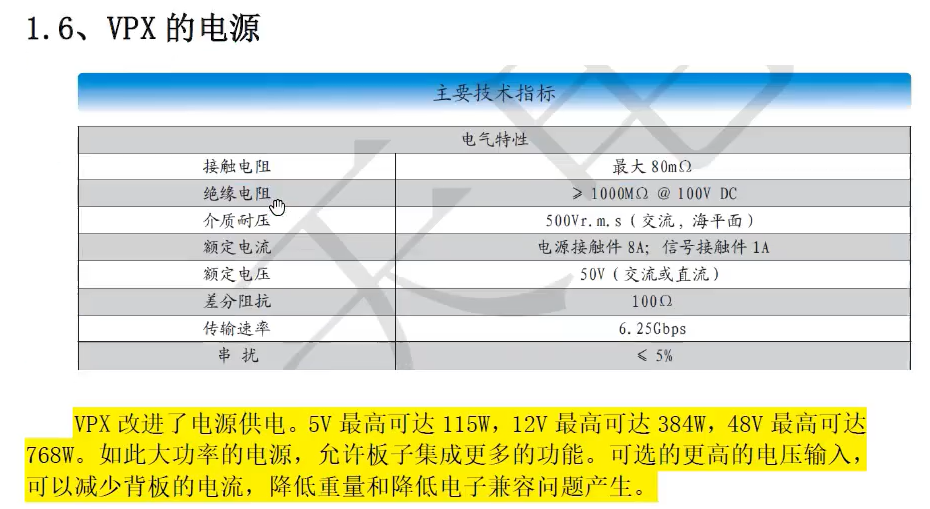 1.6、VPX 的电源
主要技术指标
电气特性
接触电阻 最大 80mΩ
绝缘电阻 ≥ 1000MΩ @ 100V DC
介质耐压 500Vr.m.s（交流，海平面）
额定电流 电源接触件 8A；信号接触件 1A
额定电压 50V（交流或直流）
差分阻抗 100Ω
传输速率 6.25Gbps
串 扰 ≤ 5%
VPX 改进了电源供电。5V 最高可达 115W，12V 最高可达 384W，48V 最高可达
768W。如此大功率的电源，允许板子集成更多的功能。可选的更高的电压输入，
可以减少背板的电流，降低重量和降低电子兼容问题产生。